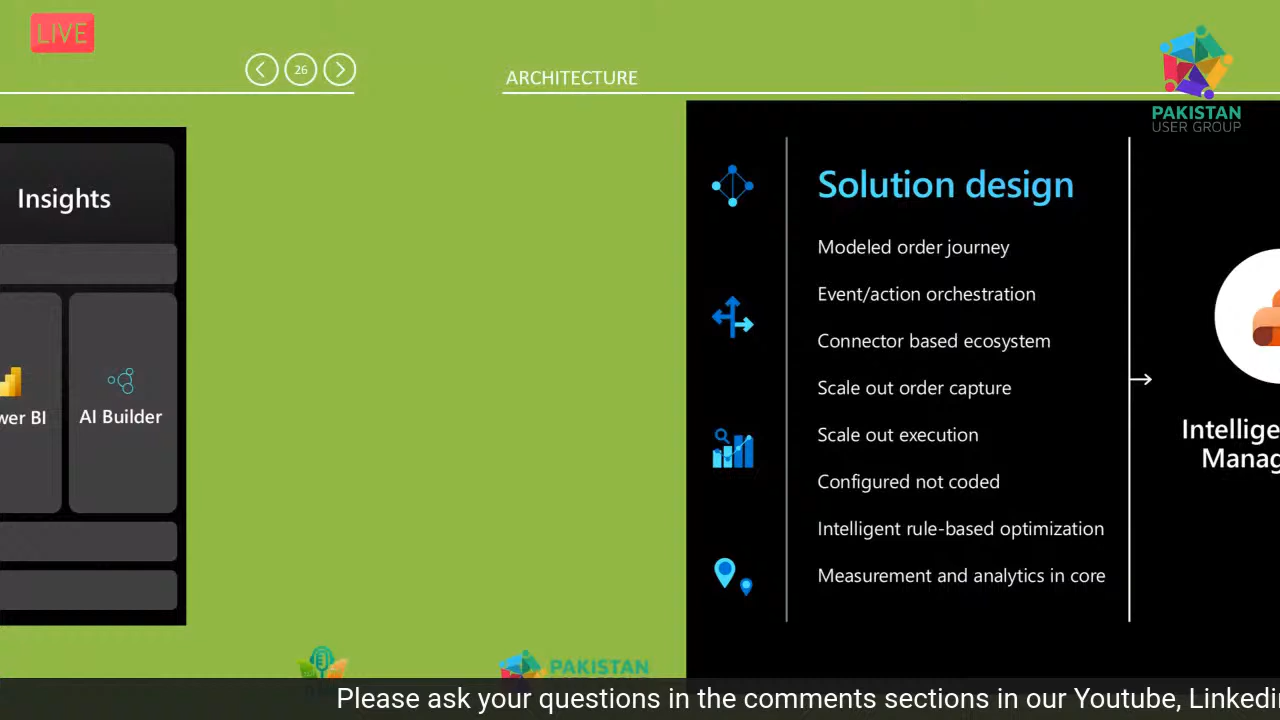 LIVE
26
ARCHITECTURE
PAKISTAN
USER GROUP
Insights
wer BI
AI Builder
Solution design
Modeled order journey
Event/action orchestration
Connector based ecosystem
Scale out order capture
Scale out execution
Configured not coded
Intelligent rule-based optimization
Measurement and analytics in core
Intellige
Manag
PAKISTAN
Please ask your questions in the comments sections in our Youtube, Linkedi